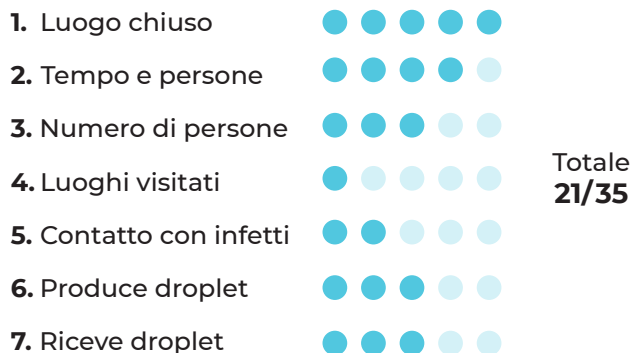 1. Luogo chiuso
2. Tempo e persone
3. Numero di persone
4. Luoghi visitati
5. Contatto con infetti
6. Produce droplet
7. Riceve droplet
Totale
21/35